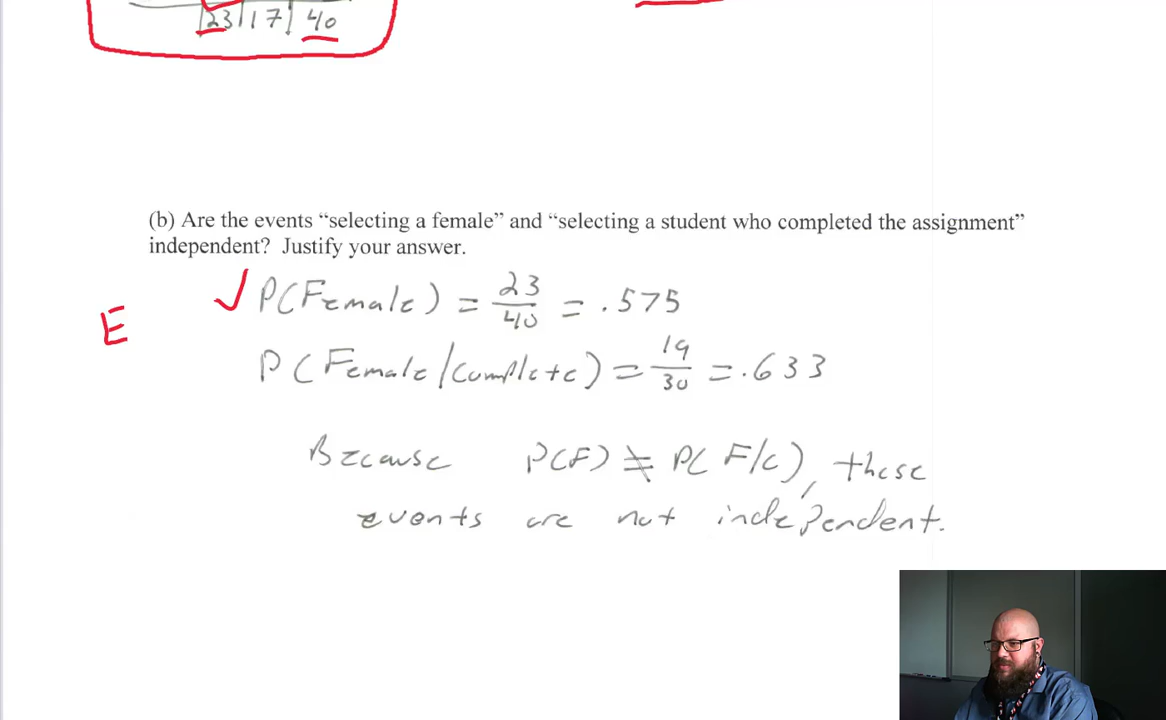 23 | 17 | 40
(b) Are the events “selecting a female” and “selecting a student who completed the assignment”
independent? Justify your answer.
E
✓ P(Female) = 23/40 = .575
P(Female/complete) = 19/30 = .633
Because P(F) ≠ P(F/c), these
events are not independent.